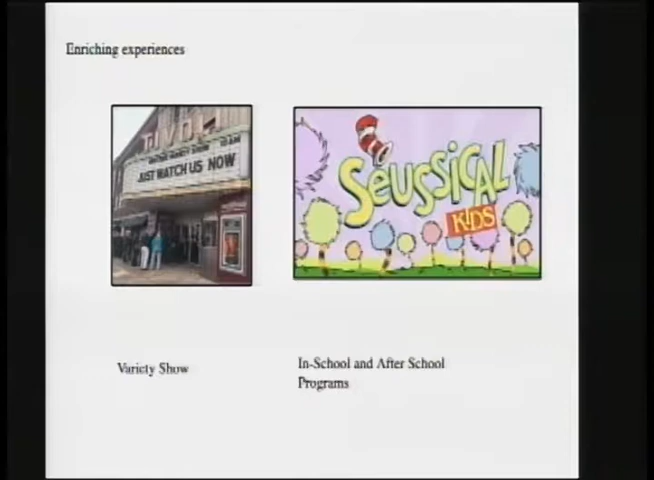 Enriching experiences
JUST WATCH US NOW
SEUSSICAL
KIDS
Variety Show
In-School and After School
Programs